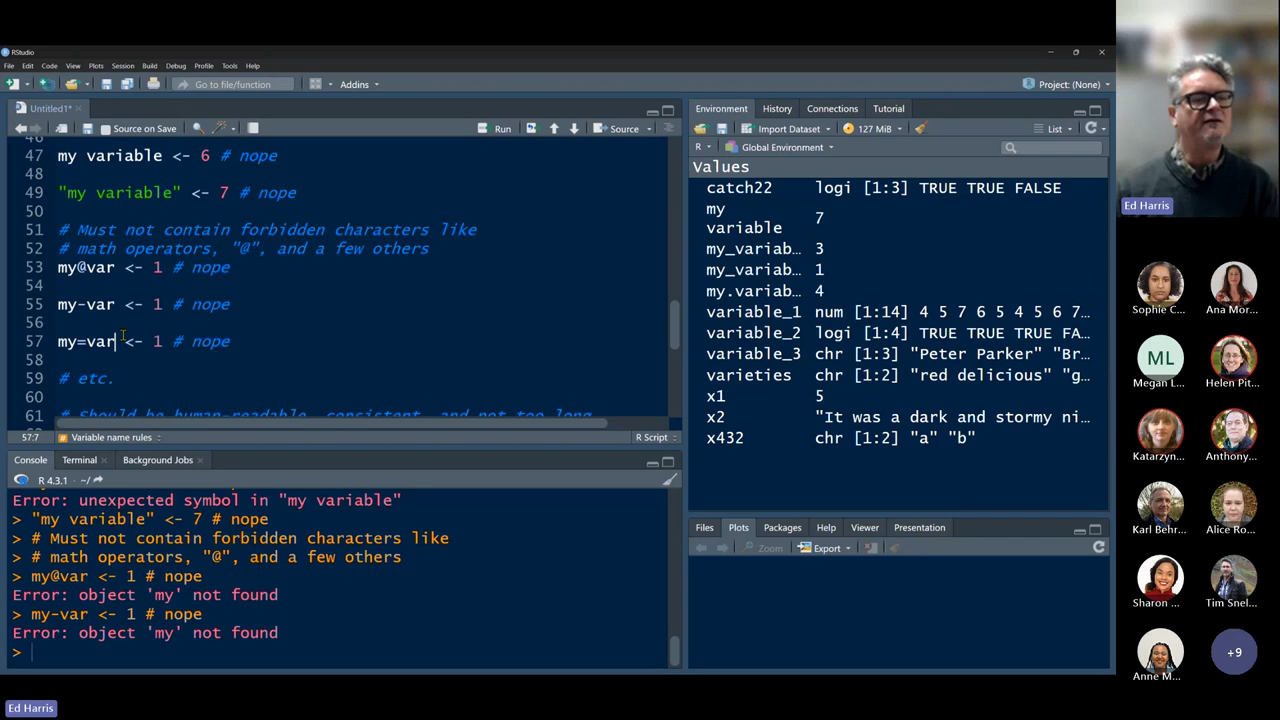 RStudio
File Edit Code View Plots Session Build Debug Profile Tools Help
Go to file/function
Addins
Project: (None)
Untitled1*
Source on Save
Run
Source
47 my variable <- 6 # nope
48
49 "my variable" <- 7 # nope
50
51 # Must not contain forbidden characters like
52 # math operators, "@", and a few others
53 my@var <- 1 # nope
54
55 my-var <- 1 # nope
56
57 my=var <- 1 # nope
58
59 # etc.
60
61 # Should be human-readable, consistent, and not too long
57:7 Variable name rules R Script
Console Terminal Background Jobs
R 4.3.1 · ~/
Error: unexpected symbol in "my variable"
> "my variable" <- 7 # nope
> # Must not contain forbidden characters like
> # math operators, "@", and a few others
> my@var <- 1 # nope
Error: object 'my' not found
> my-var <- 1 # nope
Error: object 'my' not found
>
Environment History Connections Tutorial
Import Dataset 127 MiB List
R Global Environment
Values
catch22 logi [1:3] TRUE TRUE FALSE
my
variable 7
my_variab… 3
my_variab… 1
my.variab… 4
variable_1 num [1:14] 4 5 7 6 5 4 5 6 7…
variable_2 logi [1:4] TRUE TRUE TRUE FA…
variable_3 chr [1:3] "Peter Parker" "Br…
varieties chr [1:2] "red delicious" "g…
x1 5
x2 "It was a dark and stormy ni…
x432 chr [1:2] "a" "b"
Files Plots Packages Help Viewer Presentation
Zoom Export
Ed Harris
Sophie C… Ana Mor…
ML
Megan L… Helen Pit…
Katarzyn… Anthony…
Karl Behr… Alice Ro…
Sharon … Tim Snel…
+9
Anne M…
Ed Harris